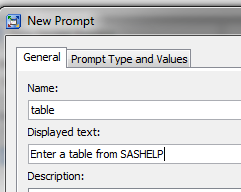 New Prompt
General Prompt Type and Values
Name:
table
Displayed text:
Enter a table from SASHELP
Description: